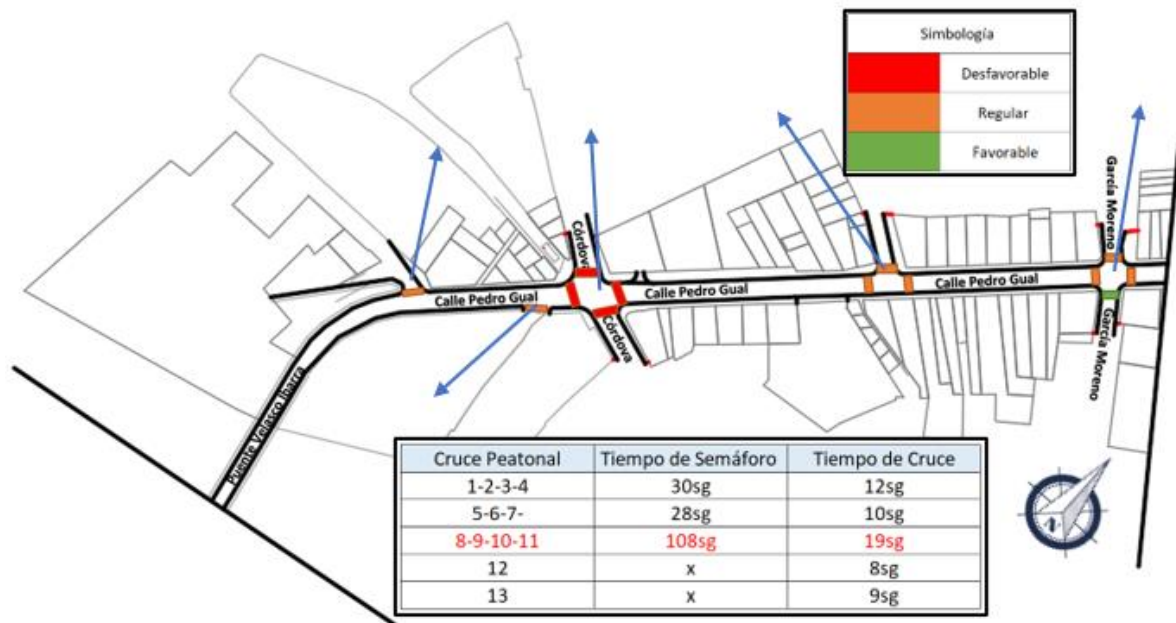 Simbología
Desfavorable
Regular
Favorable
García Moreno
Córdova
Calle Pedro Gual
Calle Pedro Gual
Calle Pedro Gual
Córdova
García Moreno
Puente Velasco Ibarra
Cruce Peatonal Tiempo de Semáforo Tiempo de Cruce
1-2-3-4 30sg 12sg
5-6-7- 28sg 10sg
8-9-10-11 108sg 19sg
12 x 8sg
13 x 9sg